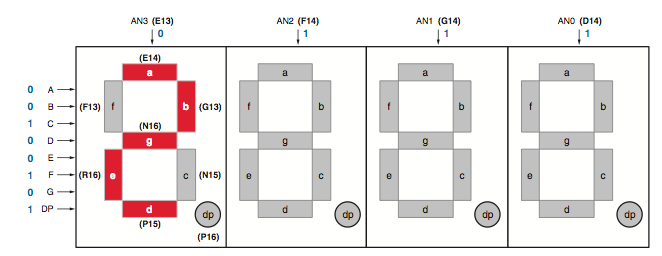 AN3 (E13) AN2 (F14) AN1 (G14) AN0 (D14)
0 1 1 1
(E14)
a a a a
0 A
0 B (F13) f b (G13) f b f b f b
1 C
0 D (N16)
g g g g
0 E
1 F (R16) e c (N15) e c e c e c
0 G
1 DP d d d d
dp dp dp dp
(P15)
(P16)